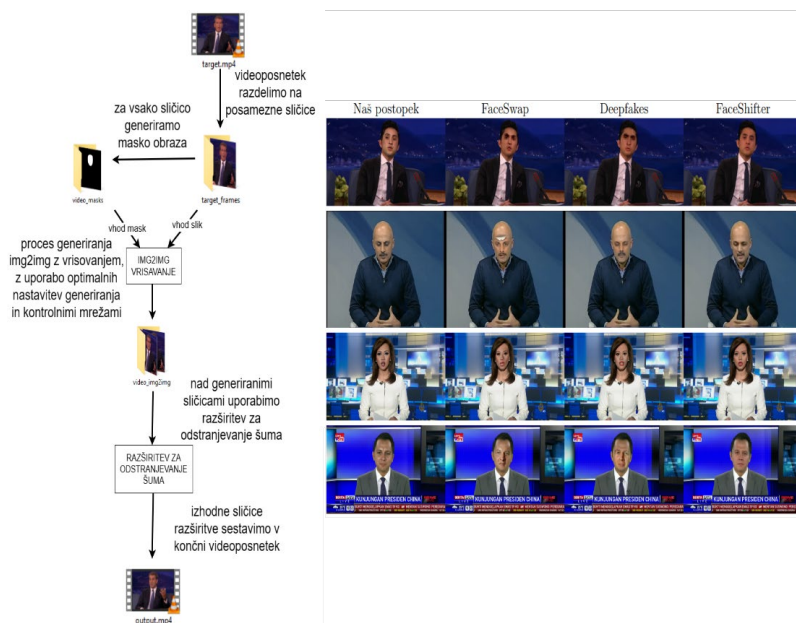 target.mp4
videoposnetek
razdelimo na
posamezne sličice
za vsako sličico
generiramo
masko obraza
video_masks
target_frames
vhod mask
vhod slik
proces generiranja
img2img z vrisovanjem,
z uporabo optimalnih
nastavitev generiranja
in kontrolnimi mrežami
IMG2IMG
VRISAVANJE
video_img2img
nad generiranimi
sličicami uporabimo
razširitev za
odstranjevanje šuma
RAZŠIRITEV ZA
ODSTRANJEVANJE
ŠUMA
izhodne sličice
razširitve sestavimo v
končni videoposnetek
output.mp4
Naš postopek FaceSwap Deepfakes FaceShifter
KUNJUNGAN PRESIDEN CHINA
KUNJUNGAN PRESIDEN CHINA
KUNJUNGAN PRESIDEN CHINA
KUNJUNGAN PRESIDEN CHINA